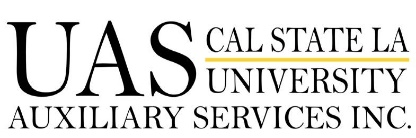 UAS CAL STATE LA
UNIVERSITY
AUXILIARY SERVICES INC.